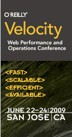 O'REILLY®
Velocity
Web Performance and
Operations Conference
<FAST>
<SCALABLE>
<EFFICIENT>
<AVAILABLE>
JUNE 22-24, 2009
SAN JOSE, CA